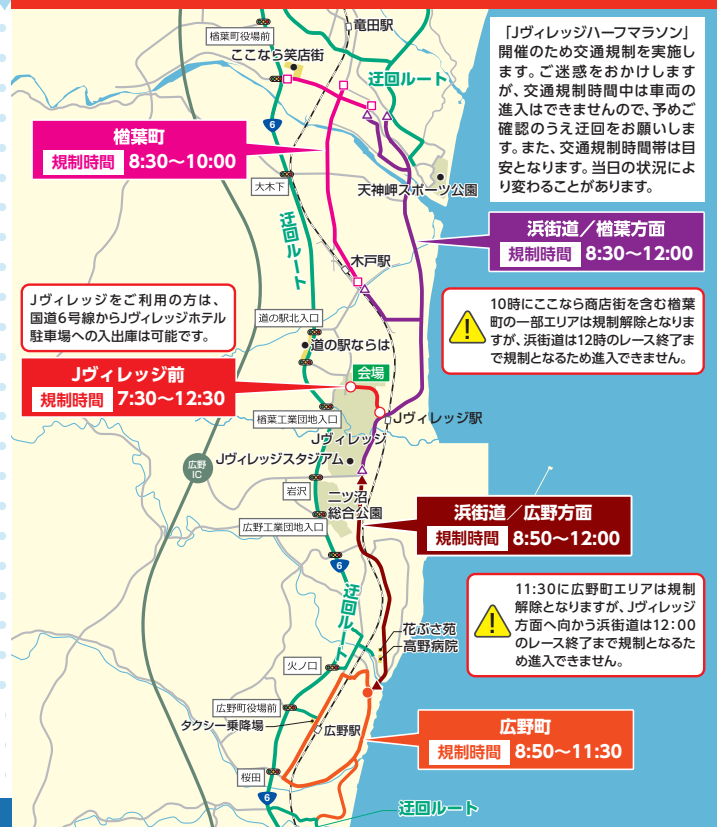 竜田駅
楢葉町役場前
ここなら笑店街
迂回ルート
「Jヴィレッジハーフマラソン」
開催のため交通規制を実施し
ます。ご迷惑をおかけします
が、交通規制時間中は車両の
進入はできませんので、予めご
確認のうえ迂回をお願いしま
す。また、交通規制時間帯は目
安となります。当日の状況によ
り変わることがあります。
6
楢葉町
規制時間 8:30～10:00
大木下
天神岬スポーツ公園
迂回ルート
浜街道／楢葉方面
規制時間 8:30～12:00
木戸駅
Jヴィレッジをご利用の方は、
国道6号線からJヴィレッジホテル
駐車場への入出庫は可能です。
道の駅北入口
道の駅ならは
10時にここなら商店街を含む楢葉
町の一部エリアは規制解除となりま
すが、浜街道は12時のレース終了ま
で規制となるため進入できません。
Jヴィレッジ前
規制時間 7:30～12:30
会場
楢葉工業団地入口
Jヴィレッジ駅
Jヴィレッジ
Jヴィレッジスタジアム
広野
IC
岩沢
二ツ沼
総合公園
広野工業団地入口
浜街道／広野方面
規制時間 8:50～12:00
6
迂回ルート
11:30に広野町エリアは規制
解除となりますが、Jヴィレッジ
方面へ向かう浜街道は12:00
のレース終了まで規制となるた
め進入できません。
花ぶさ苑
高野病院
火ノ口
広野町役場前
タクシー乗降場
広野駅
広野町
規制時間 8:50～11:30
桜田
6
迂回ルート